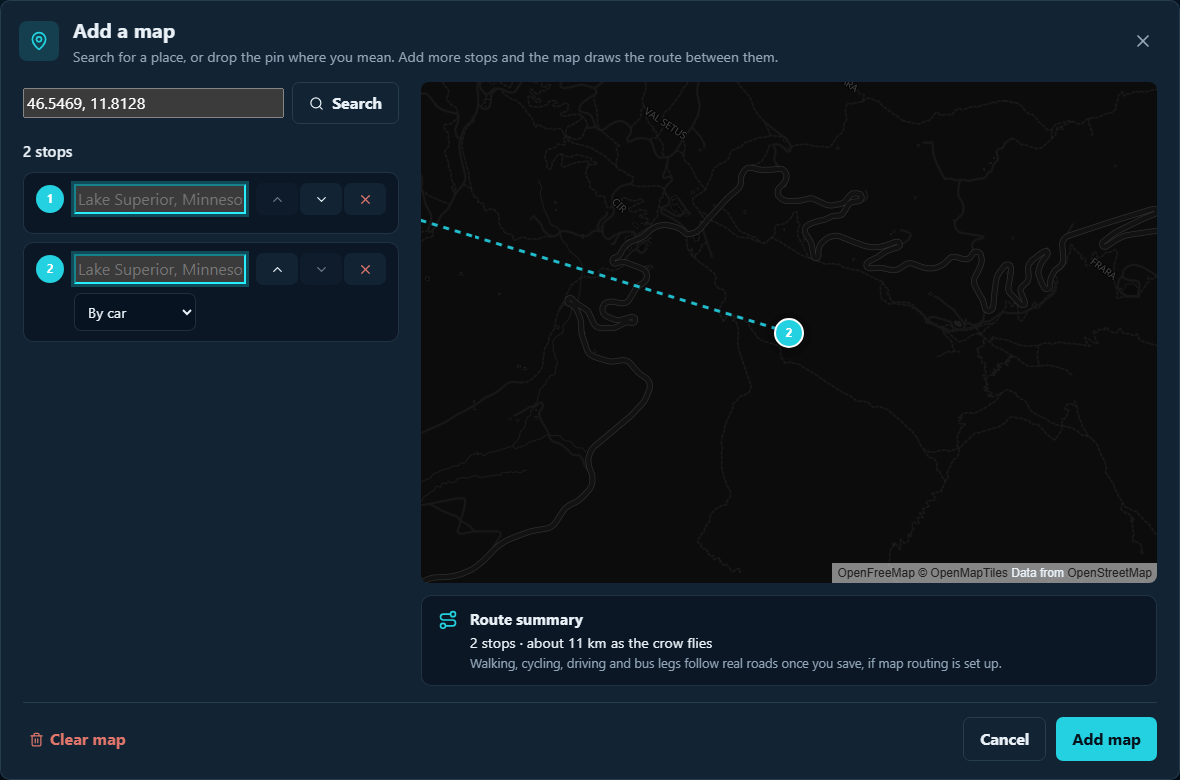 Add a map
Search for a place, or drop the pin where you mean. Add more stops and the map draws the route between them.
46.5469, 11.8128
Search
2 stops
1
Lake Superior, Minneso
2
Lake Superior, Minneso
By car
VAL SETUS
CIR
FRARA
2
OpenFreeMap © OpenMapTiles Data from OpenStreetMap
Route summary
2 stops · about 11 km as the crow flies
Walking, cycling, driving and bus legs follow real roads once you save, if map routing is set up.
Clear map
Cancel
Add map